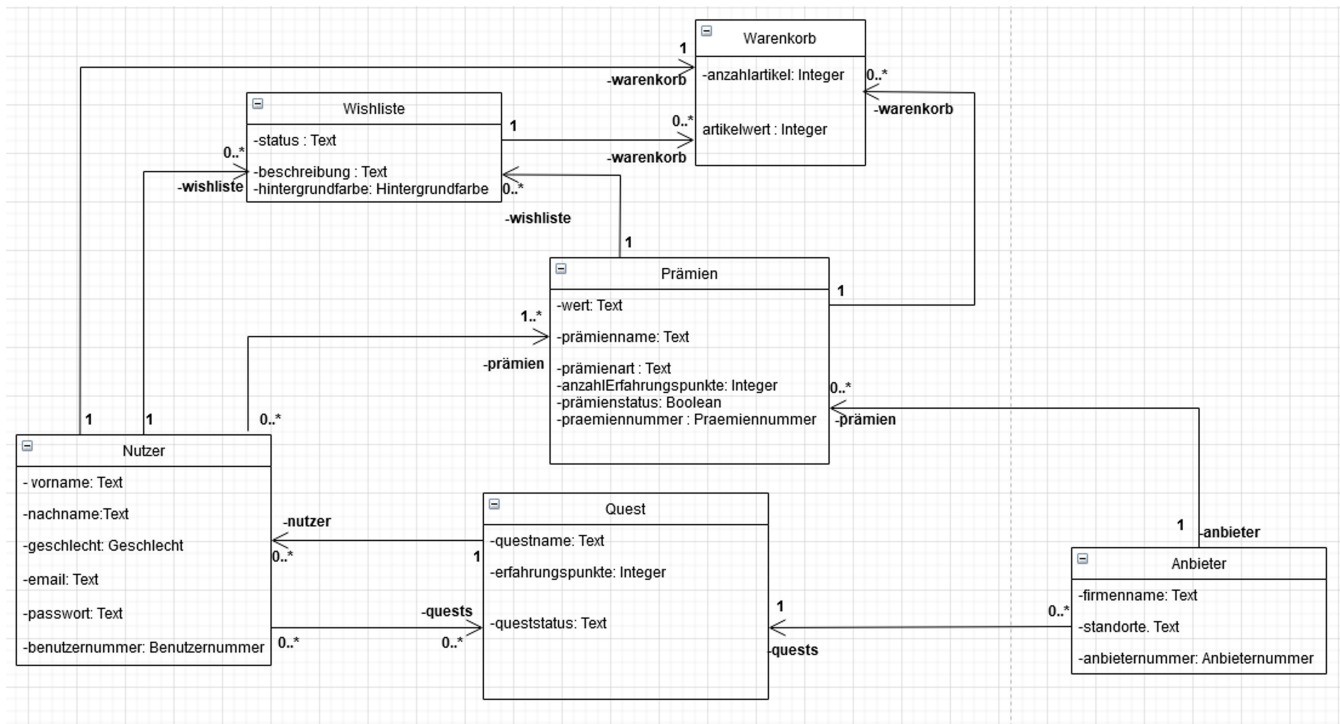 Warenkorb
-anzahlartikel: Integer
artikelwert : Integer
1
-warenkorb
0..*
-warenkorb
Wishliste
-status : Text
-beschreibung : Text
-hintergrundfarbe: Hintergrundfarbe
1
0..*
-warenkorb
0..*
-wishliste
0..*
-wishliste
1
Prämien
-wert: Text
-prämienname: Text
-prämienart : Text
-anzahlErfahrungspunkte: Integer
-prämienstatus: Boolean
-praemiennummer : Praemiennummer
1
1..*
-prämien
0..*
-prämien
1
1
0..*
Nutzer
- vorname: Text
-nachname:Text
-geschlecht: Geschlecht
-email: Text
-passwort: Text
-benutzernummer: Benutzernummer
-nutzer
0..*
1
-quests
0..*
0..*
Quest
-questname: Text
-erfahrungspunkte: Integer
-queststatus: Text
1
-quests
0..*
1
-anbieter
Anbieter
-firmenname: Text
-standorte. Text
-anbieternummer: Anbieternummer